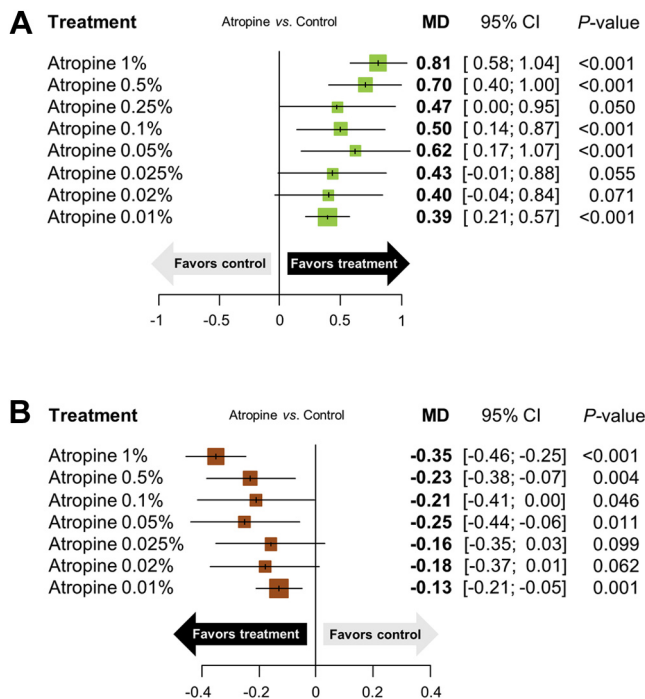 A
Treatment Atropine vs. Control MD 95% CI P-value
Atropine 1% 0.81 [ 0.58; 1.04] <0.001
Atropine 0.5% 0.70 [ 0.40; 1.00] <0.001
Atropine 0.25% 0.47 [ 0.00; 0.95] 0.050
Atropine 0.1% 0.50 [ 0.14; 0.87] <0.001
Atropine 0.05% 0.62 [ 0.17; 1.07] <0.001
Atropine 0.025% 0.43 [-0.01; 0.88] 0.055
Atropine 0.02% 0.40 [-0.04; 0.84] 0.071
Atropine 0.01% 0.39 [ 0.21; 0.57] <0.001
Favors control Favors treatment
-1 -0.5 0 0.5 1
B
Treatment Atropine vs. Control MD 95% CI P-value
Atropine 1% -0.35 [-0.46; -0.25] <0.001
Atropine 0.5% -0.23 [-0.38; -0.07] 0.004
Atropine 0.1% -0.21 [-0.41; 0.00] 0.046
Atropine 0.05% -0.25 [-0.44; -0.06] 0.011
Atropine 0.025% -0.16 [-0.35; 0.03] 0.099
Atropine 0.02% -0.18 [-0.37; 0.01] 0.062
Atropine 0.01% -0.13 [-0.21; -0.05] 0.001
Favors treatment Favors control
-0.4 -0.2 0 0.2 0.4